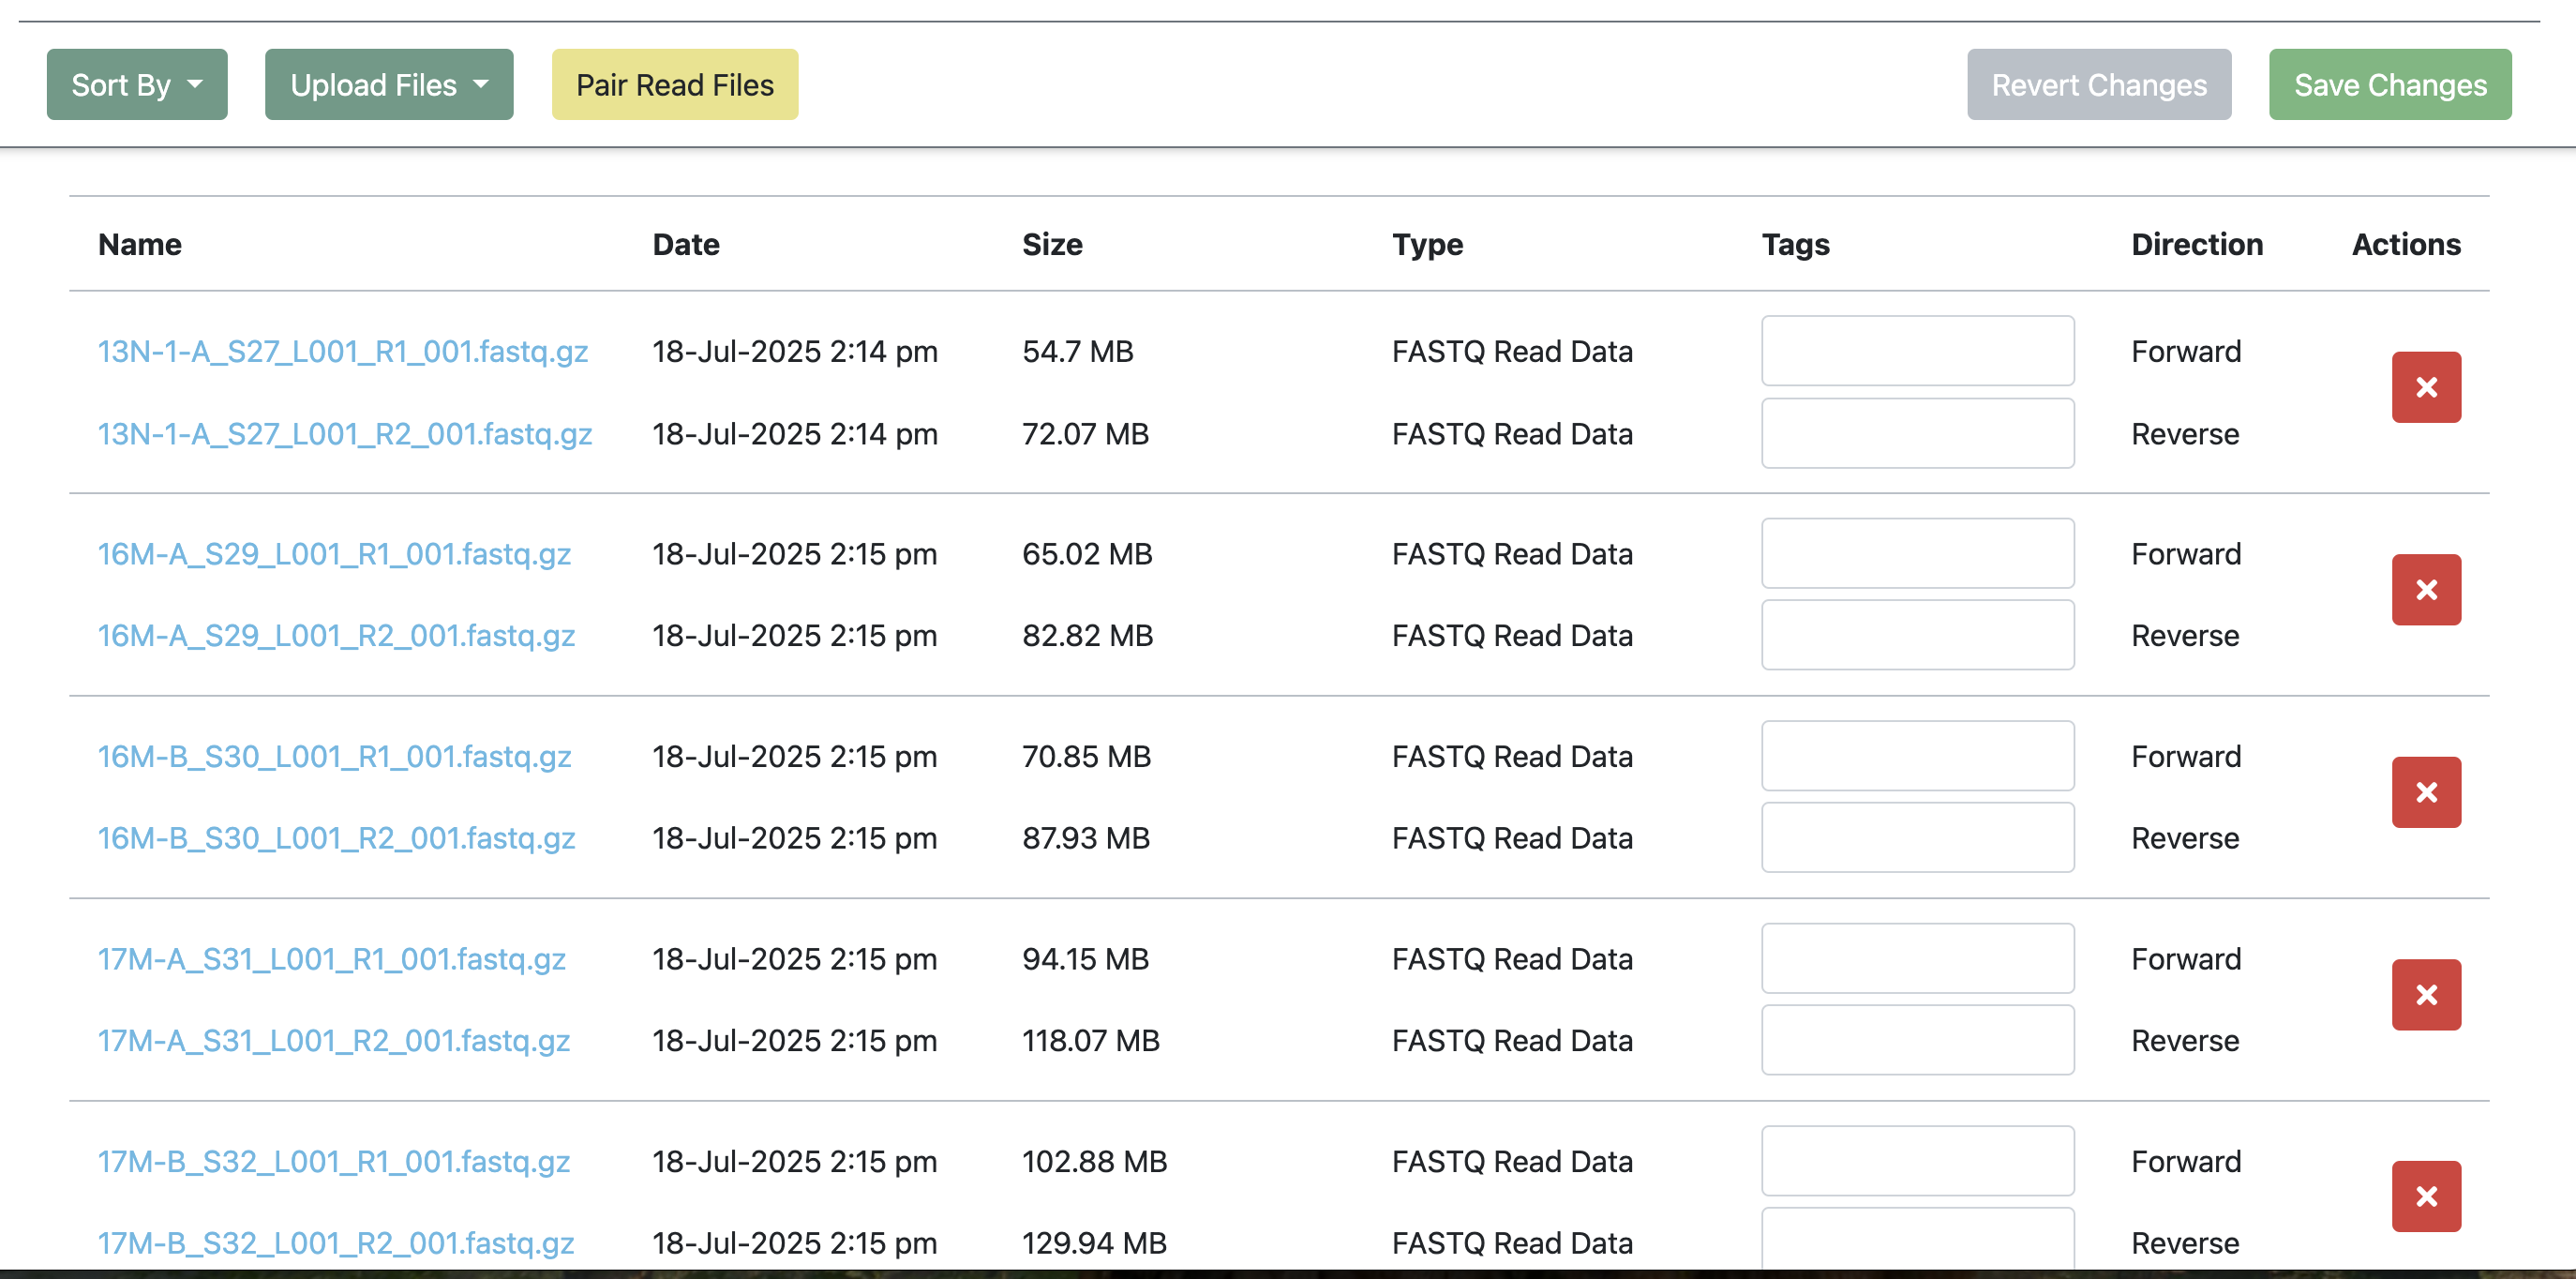 Sort By Upload Files Pair Read Files Revert Changes Save Changes
Name Date Size Type Tags Direction Actions
13N-1-A_S27_L001_R1_001.fastq.gz 18-Jul-2025 2:14 pm 54.7 MB FASTQ Read Data Forward
13N-1-A_S27_L001_R2_001.fastq.gz 18-Jul-2025 2:14 pm 72.07 MB FASTQ Read Data Reverse
16M-A_S29_L001_R1_001.fastq.gz 18-Jul-2025 2:15 pm 65.02 MB FASTQ Read Data Forward
16M-A_S29_L001_R2_001.fastq.gz 18-Jul-2025 2:15 pm 82.82 MB FASTQ Read Data Reverse
16M-B_S30_L001_R1_001.fastq.gz 18-Jul-2025 2:15 pm 70.85 MB FASTQ Read Data Forward
16M-B_S30_L001_R2_001.fastq.gz 18-Jul-2025 2:15 pm 87.93 MB FASTQ Read Data Reverse
17M-A_S31_L001_R1_001.fastq.gz 18-Jul-2025 2:15 pm 94.15 MB FASTQ Read Data Forward
17M-A_S31_L001_R2_001.fastq.gz 18-Jul-2025 2:15 pm 118.07 MB FASTQ Read Data Reverse
17M-B_S32_L001_R1_001.fastq.gz 18-Jul-2025 2:15 pm 102.88 MB FASTQ Read Data Forward
17M-B_S32_L001_R2_001.fastq.gz 18-Jul-2025 2:15 pm 129.94 MB FASTQ Read Data Reverse